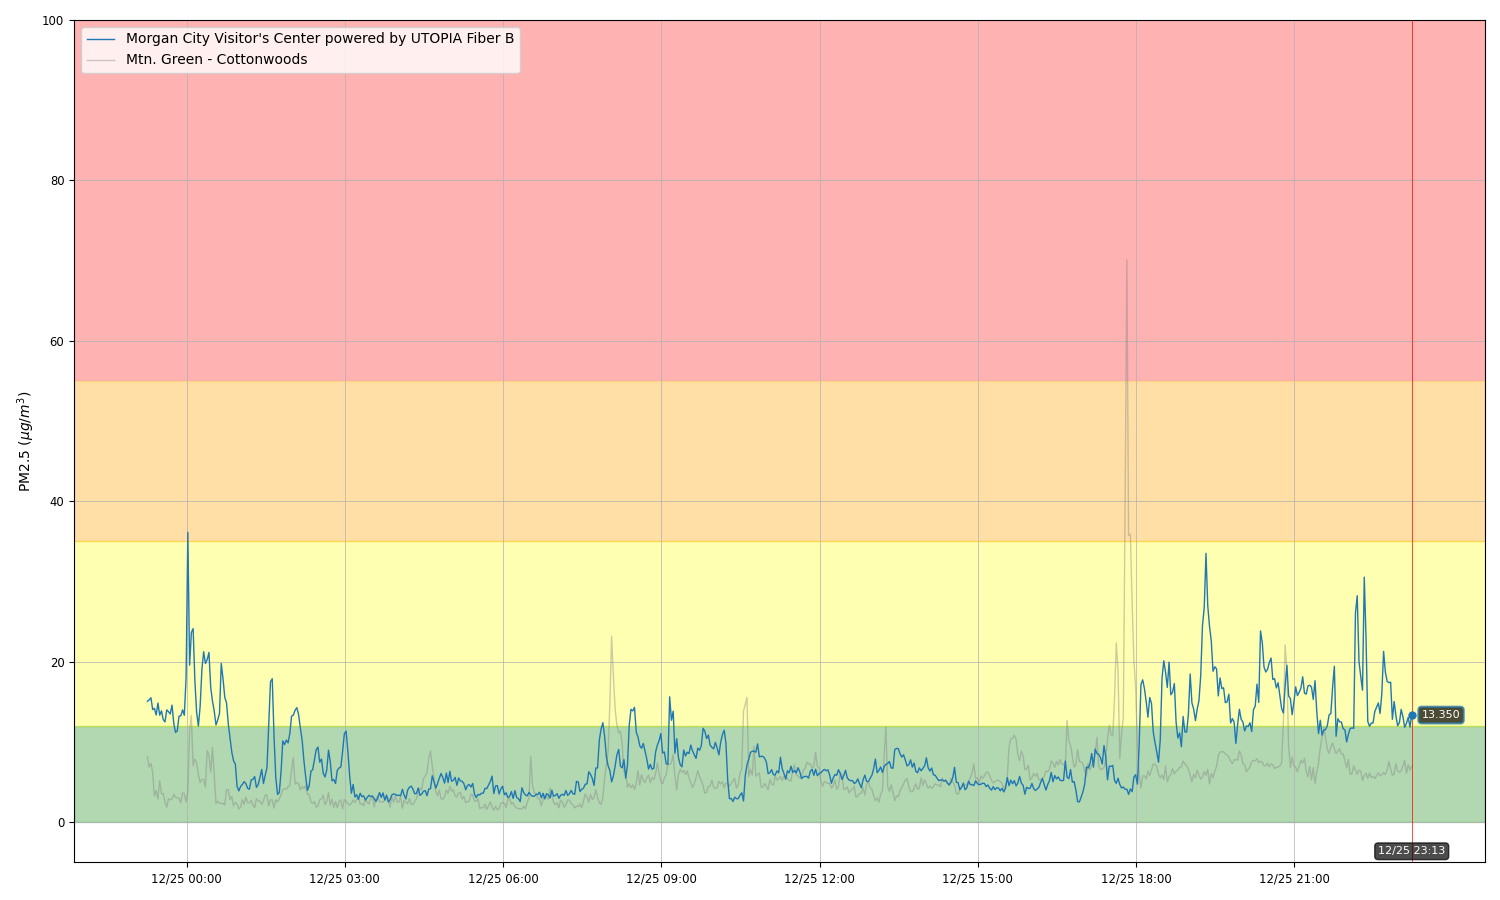 100
Morgan City Visitor's Center powered by UTOPIA Fiber B
Mtn. Green - Cottonwoods
80
60
PM2.5 (μg/m³)
40
20
13.350
0
12/25 23:13
12/25 00:00 12/25 03:00 12/25 06:00 12/25 09:00 12/25 12:00 12/25 15:00 12/25 18:00 12/25 21:00